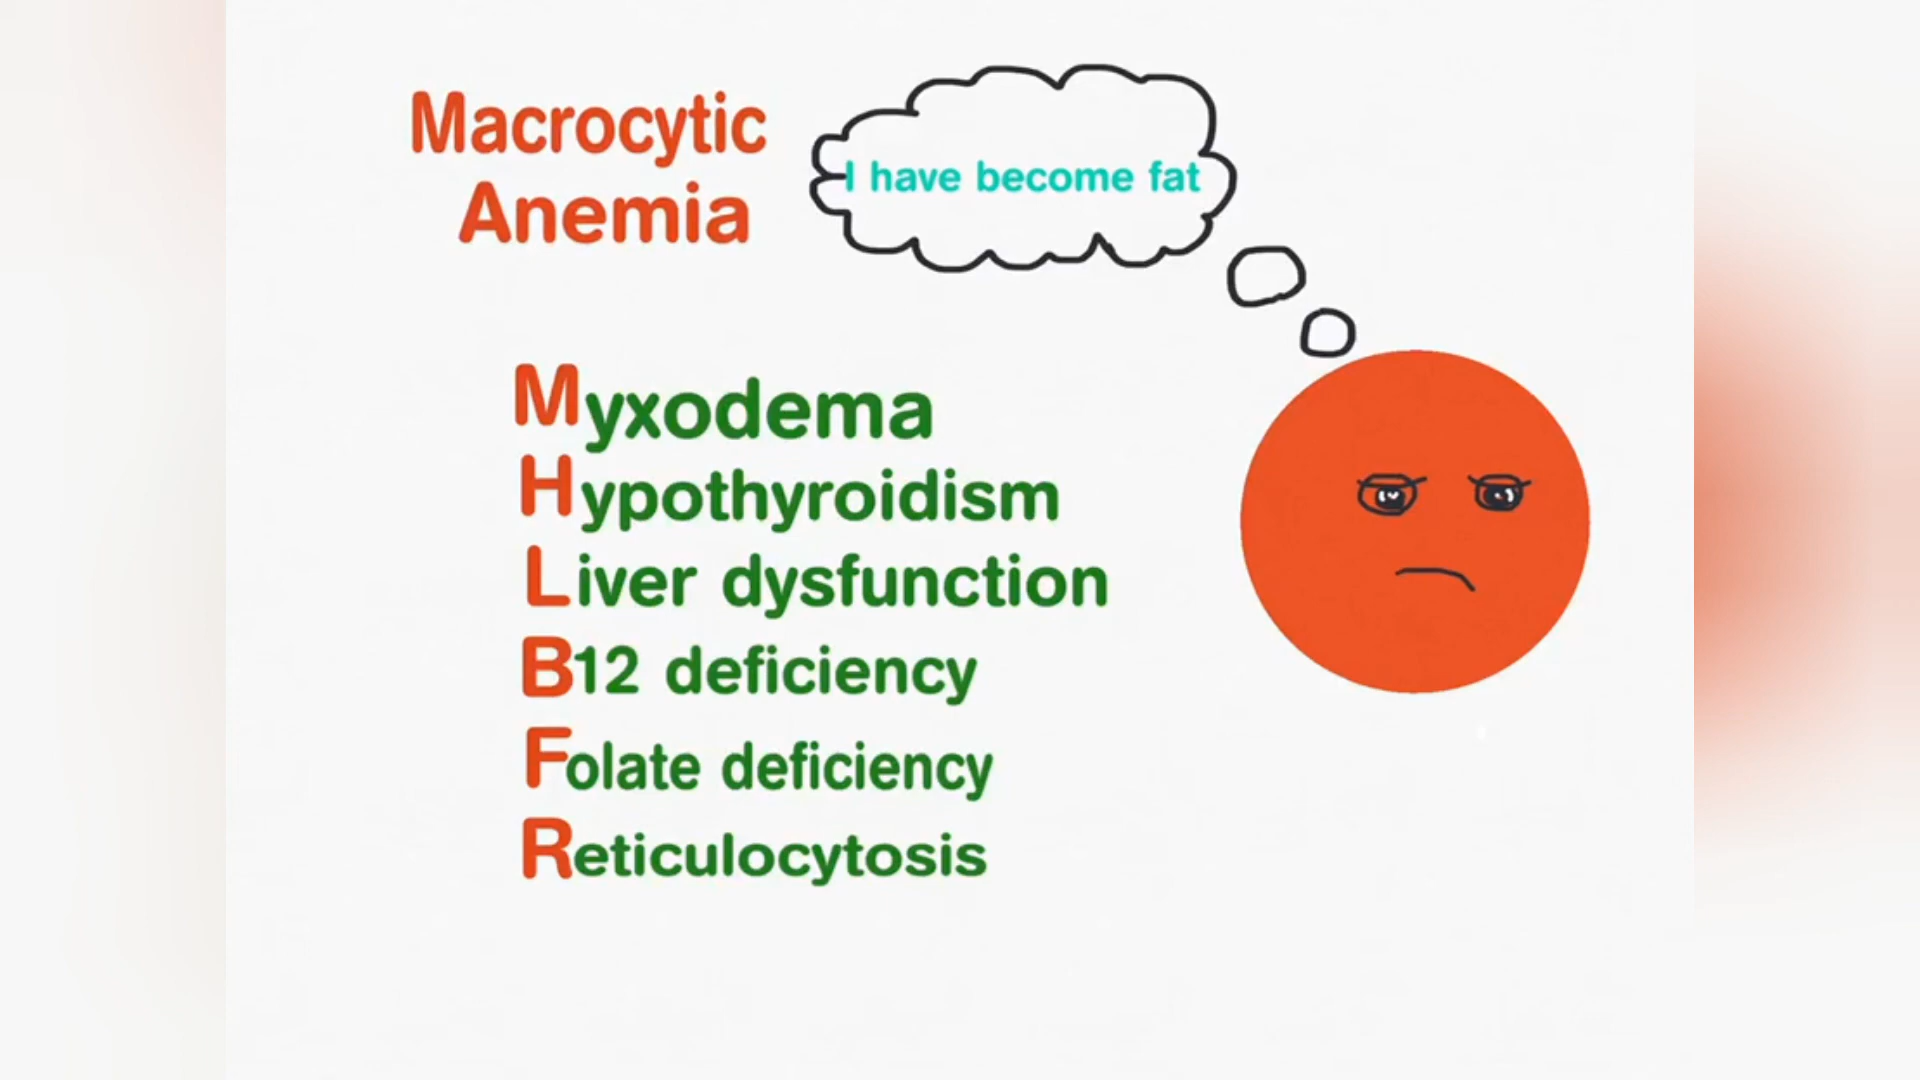 Macrocytic
Anemia
I have become fat
Myxodema
Hypothyroidism
Liver dysfunction
B12 deficiency
Folate deficiency
Reticulocytosis